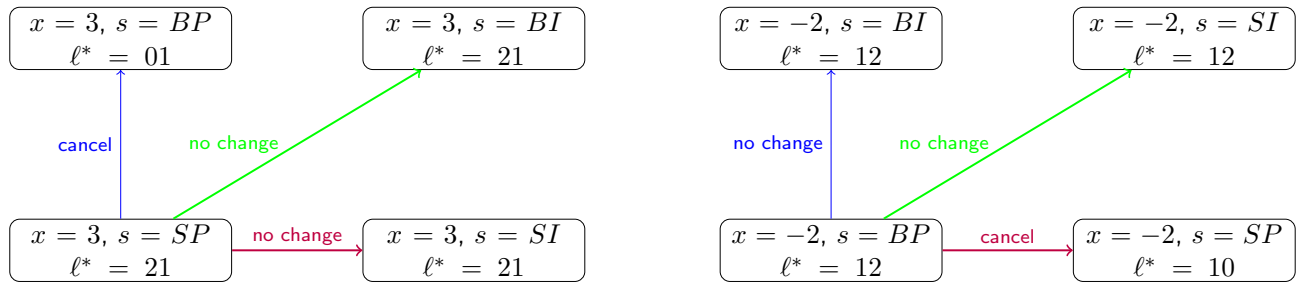 x = 3, s = BP
ℓ* = 01
x = 3, s = BI
ℓ* = 21
cancel
no change
x = 3, s = SP
ℓ* = 21
no change
x = 3, s = SI
ℓ* = 21
x = −2, s = BI
ℓ* = 12
x = −2, s = SI
ℓ* = 12
no change
no change
x = −2, s = BP
ℓ* = 12
cancel
x = −2, s = SP
ℓ* = 10